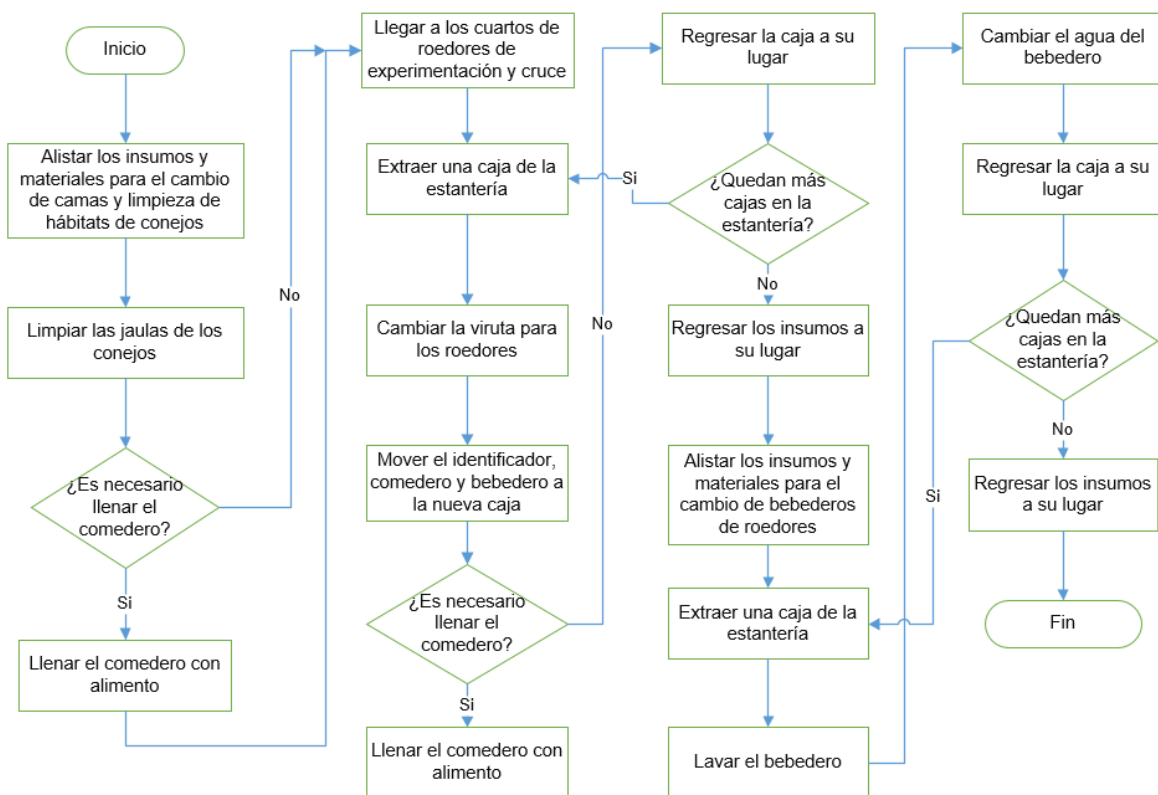 Inicio
Alistar los insumos y
materiales para el cambio
de camas y limpieza de
hábitats de conejos
Limpiar las jaulas de los
conejos
¿Es necesario
llenar el
comedero?
No
Si
Llenar el comedero con
alimento
Llegar a los cuartos de
roedores de
experimentación y cruce
Extraer una caja de la
estantería
Cambiar la viruta para
los roedores
Mover el identificador,
comedero y bebedero a
la nueva caja
¿Es necesario
llenar el
comedero?
No
Si
Llenar el comedero con
alimento
Regresar la caja a su
lugar
¿Quedan más
cajas en la
estantería?
Si
No
Regresar los insumos a
su lugar
Alistar los insumos y
materiales para el
cambio de bebederos
de roedores
Extraer una caja de la
estantería
Lavar el bebedero
Cambiar el agua del
bebedero
Regresar la caja a su
lugar
¿Quedan más
cajas en la
estantería?
Si
No
Regresar los insumos
a su lugar
Fin